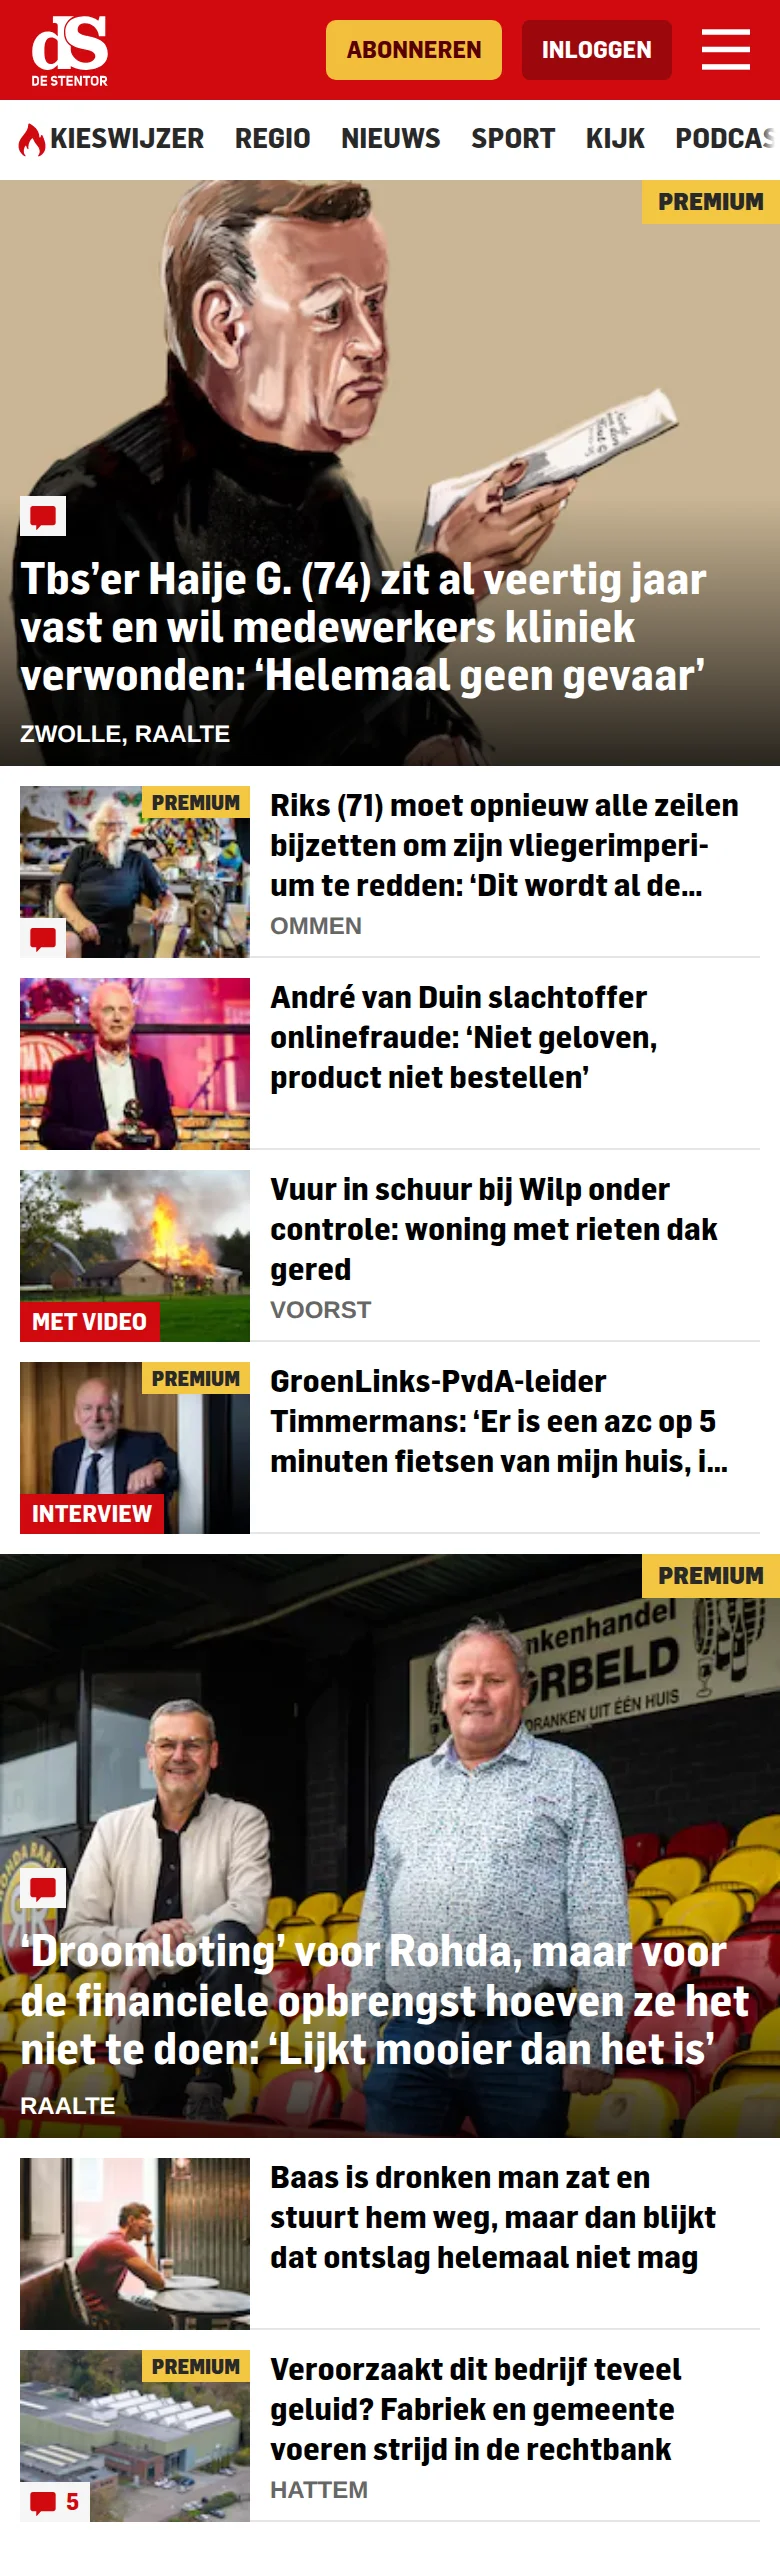 dS
DE STENTOR
ABONNEREN
INLOGGEN
KIESWIJZER REGIO NIEUWS SPORT KIJK PODCAS
PREMIUM
Tbs’er Haije G. (74) zit al veertig jaar
vast en wil medewerkers kliniek
verwonden: ‘Helemaal geen gevaar’
ZWOLLE, RAALTE
PREMIUM
Riks (71) moet opnieuw alle zeilen
bijzetten om zijn vliegerimperi-
um te redden: ‘Dit wordt al de...
OMMEN
André van Duin slachtoffer
onlinefraude: ‘Niet geloven,
product niet bestellen’
MET VIDEO
Vuur in schuur bij Wilp onder
controle: woning met rieten dak
gered
VOORST
PREMIUM
INTERVIEW
GroenLinks-PvdA-leider
Timmermans: ‘Er is een azc op 5
minuten fietsen van mijn huis, i...
PREMIUM
nkenhandel
RBELD
DRANKEN UIT ÉÉN HUIS
‘Droomloting’ voor Rohda, maar voor
de financiele opbrengst hoeven ze het
niet te doen: ‘Lijkt mooier dan het is’
RAALTE
Baas is dronken man zat en
stuurt hem weg, maar dan blijkt
dat ontslag helemaal niet mag
PREMIUM
5
Veroorzaakt dit bedrijf teveel
geluid? Fabriek en gemeente
voeren strijd in de rechtbank
HATTEM